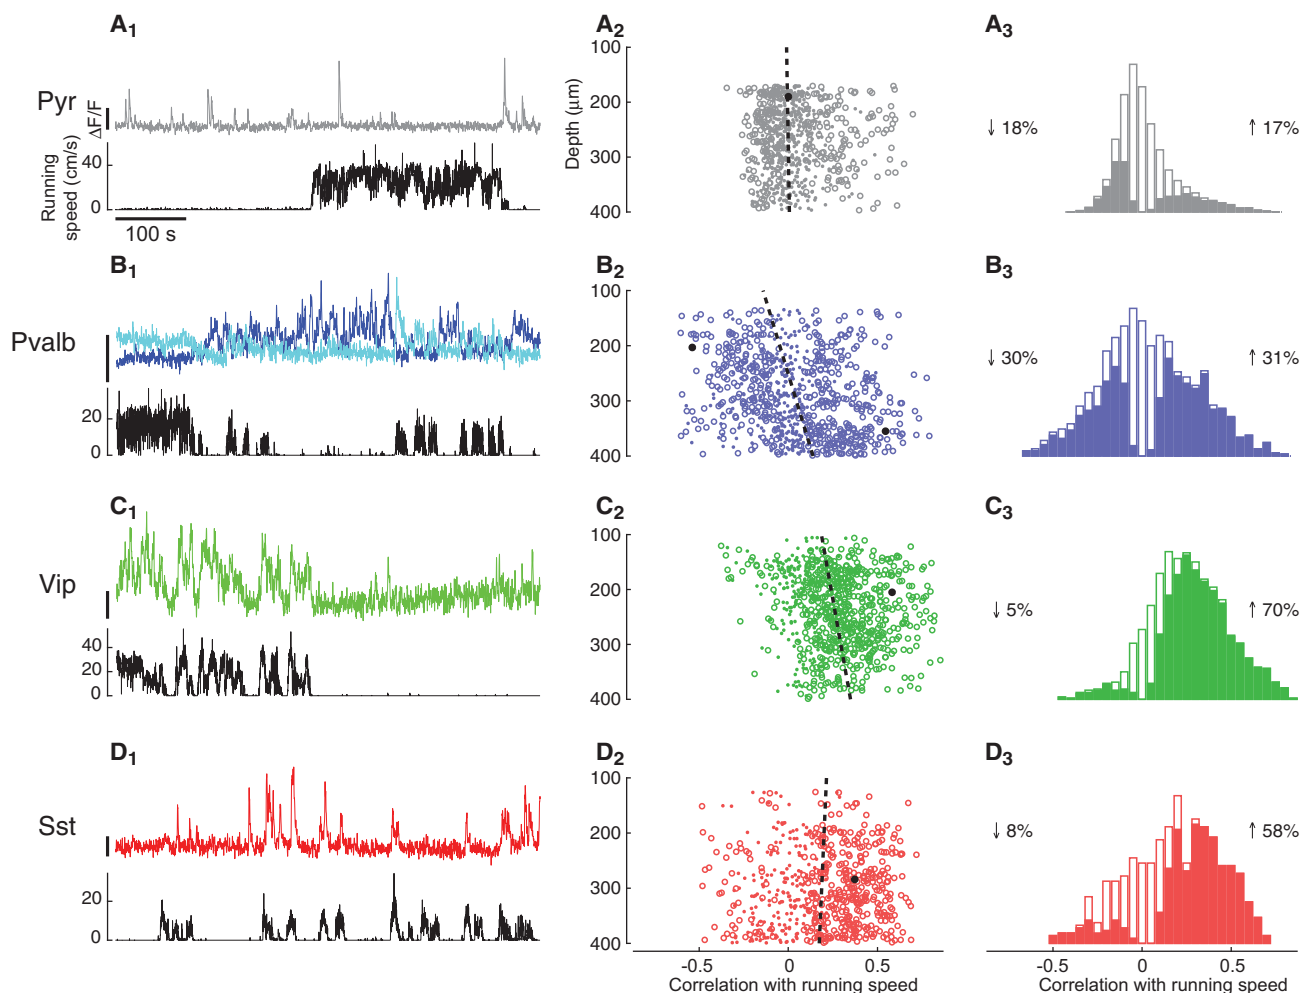 A1
A2
A3
Pyr
ΔF/F
Running
speed (cm/s)
40
0
100 s
Depth (μm)
100
200
300
400
↓ 18%
↑ 17%
B1
B2
B3
Pvalb
20
0
100
200
300
400
↓ 30%
↑ 31%
C1
C2
C3
Vip
40
20
0
100
200
300
400
↓ 5%
↑ 70%
D1
D2
D3
Sst
20
0
100
200
300
400
↓ 8%
↑ 58%
-0.5
0
0.5
Correlation with running speed
-0.5
0
0.5
Correlation with running speed